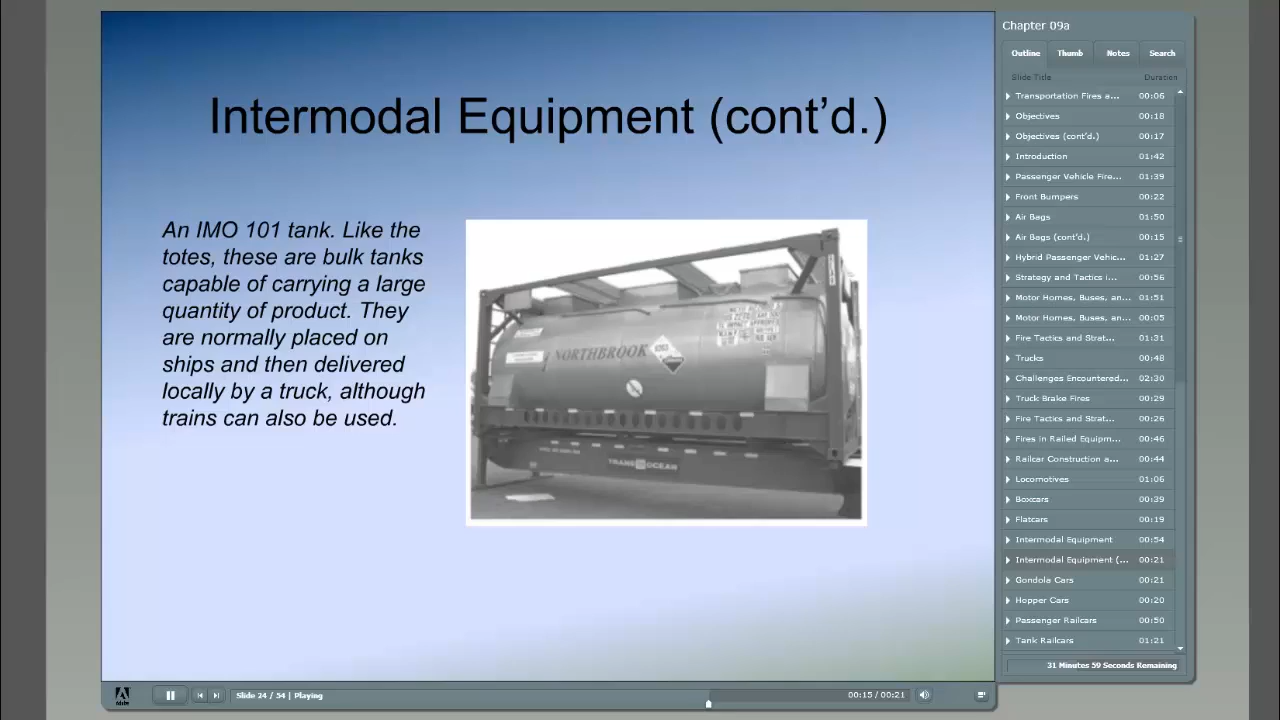 Intermodal Equipment (cont’d.)
An IMO 101 tank. Like the
totes, these are bulk tanks
capable of carrying a large
quantity of product. They
are normally placed on
ships and then delivered
locally by a truck, although
trains can also be used.
NORTHBROOK
TRANS OCEAN
Chapter 09a
Outline Thumb Notes Search
Slide Title Duration
Transportation Fires a... 00:06
Objectives 00:18
Objectives (cont'd.) 00:17
Introduction 01:42
Passenger Vehicle Fire... 01:39
Front Bumpers 00:22
Air Bags 01:50
Air Bags (cont'd.) 00:15
Hybrid Passenger Vehic... 01:27
Strategy and Tactics i... 00:56
Motor Homes, Buses, an... 01:51
Motor Homes, Buses, an... 00:05
Fire Tactics and Strat... 01:31
Trucks 00:48
Challenges Encountered... 02:30
Truck Brake Fires 00:29
Fire Tactics and Strat... 00:26
Fires in Railed Equipm... 00:46
Railcar Construction a... 00:44
Locomotives 01:06
Boxcars 00:39
Flatcars 00:19
Intermodal Equipment 00:54
Intermodal Equipment (... 00:21
Gondola Cars 00:21
Hopper Cars 00:20
Passenger Railcars 00:50
Tank Railcars 01:21
31 Minutes 59 Seconds Remaining
Adobe
Slide 24 / 54 | Playing
00:15 / 00:21